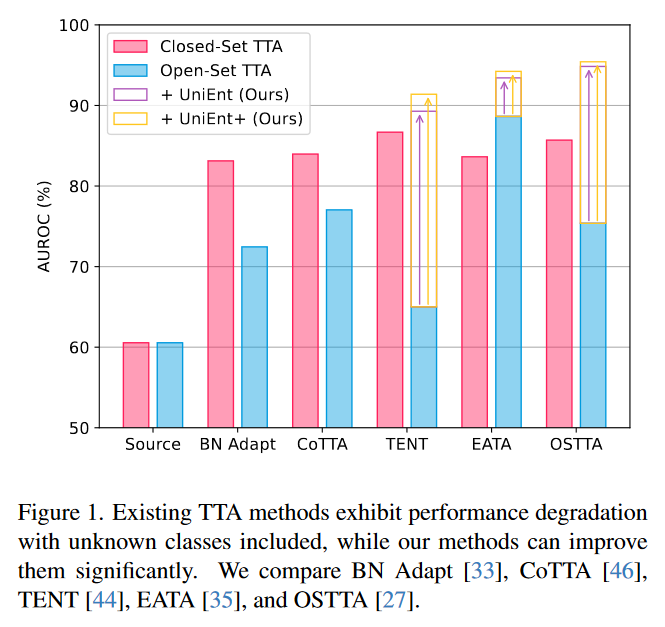 100
90
80
70
60
50
AUROC (%)
Closed-Set TTA
Open-Set TTA
+ UniEnt (Ours)
+ UniEnt+ (Ours)
Source BN Adapt CoTTA TENT EATA OSTTA
Figure 1. Existing TTA methods exhibit performance degradation
with unknown classes included, while our methods can improve
them significantly. We compare BN Adapt [33], CoTTA [46],
TENT [44], EATA [35], and OSTTA [27].